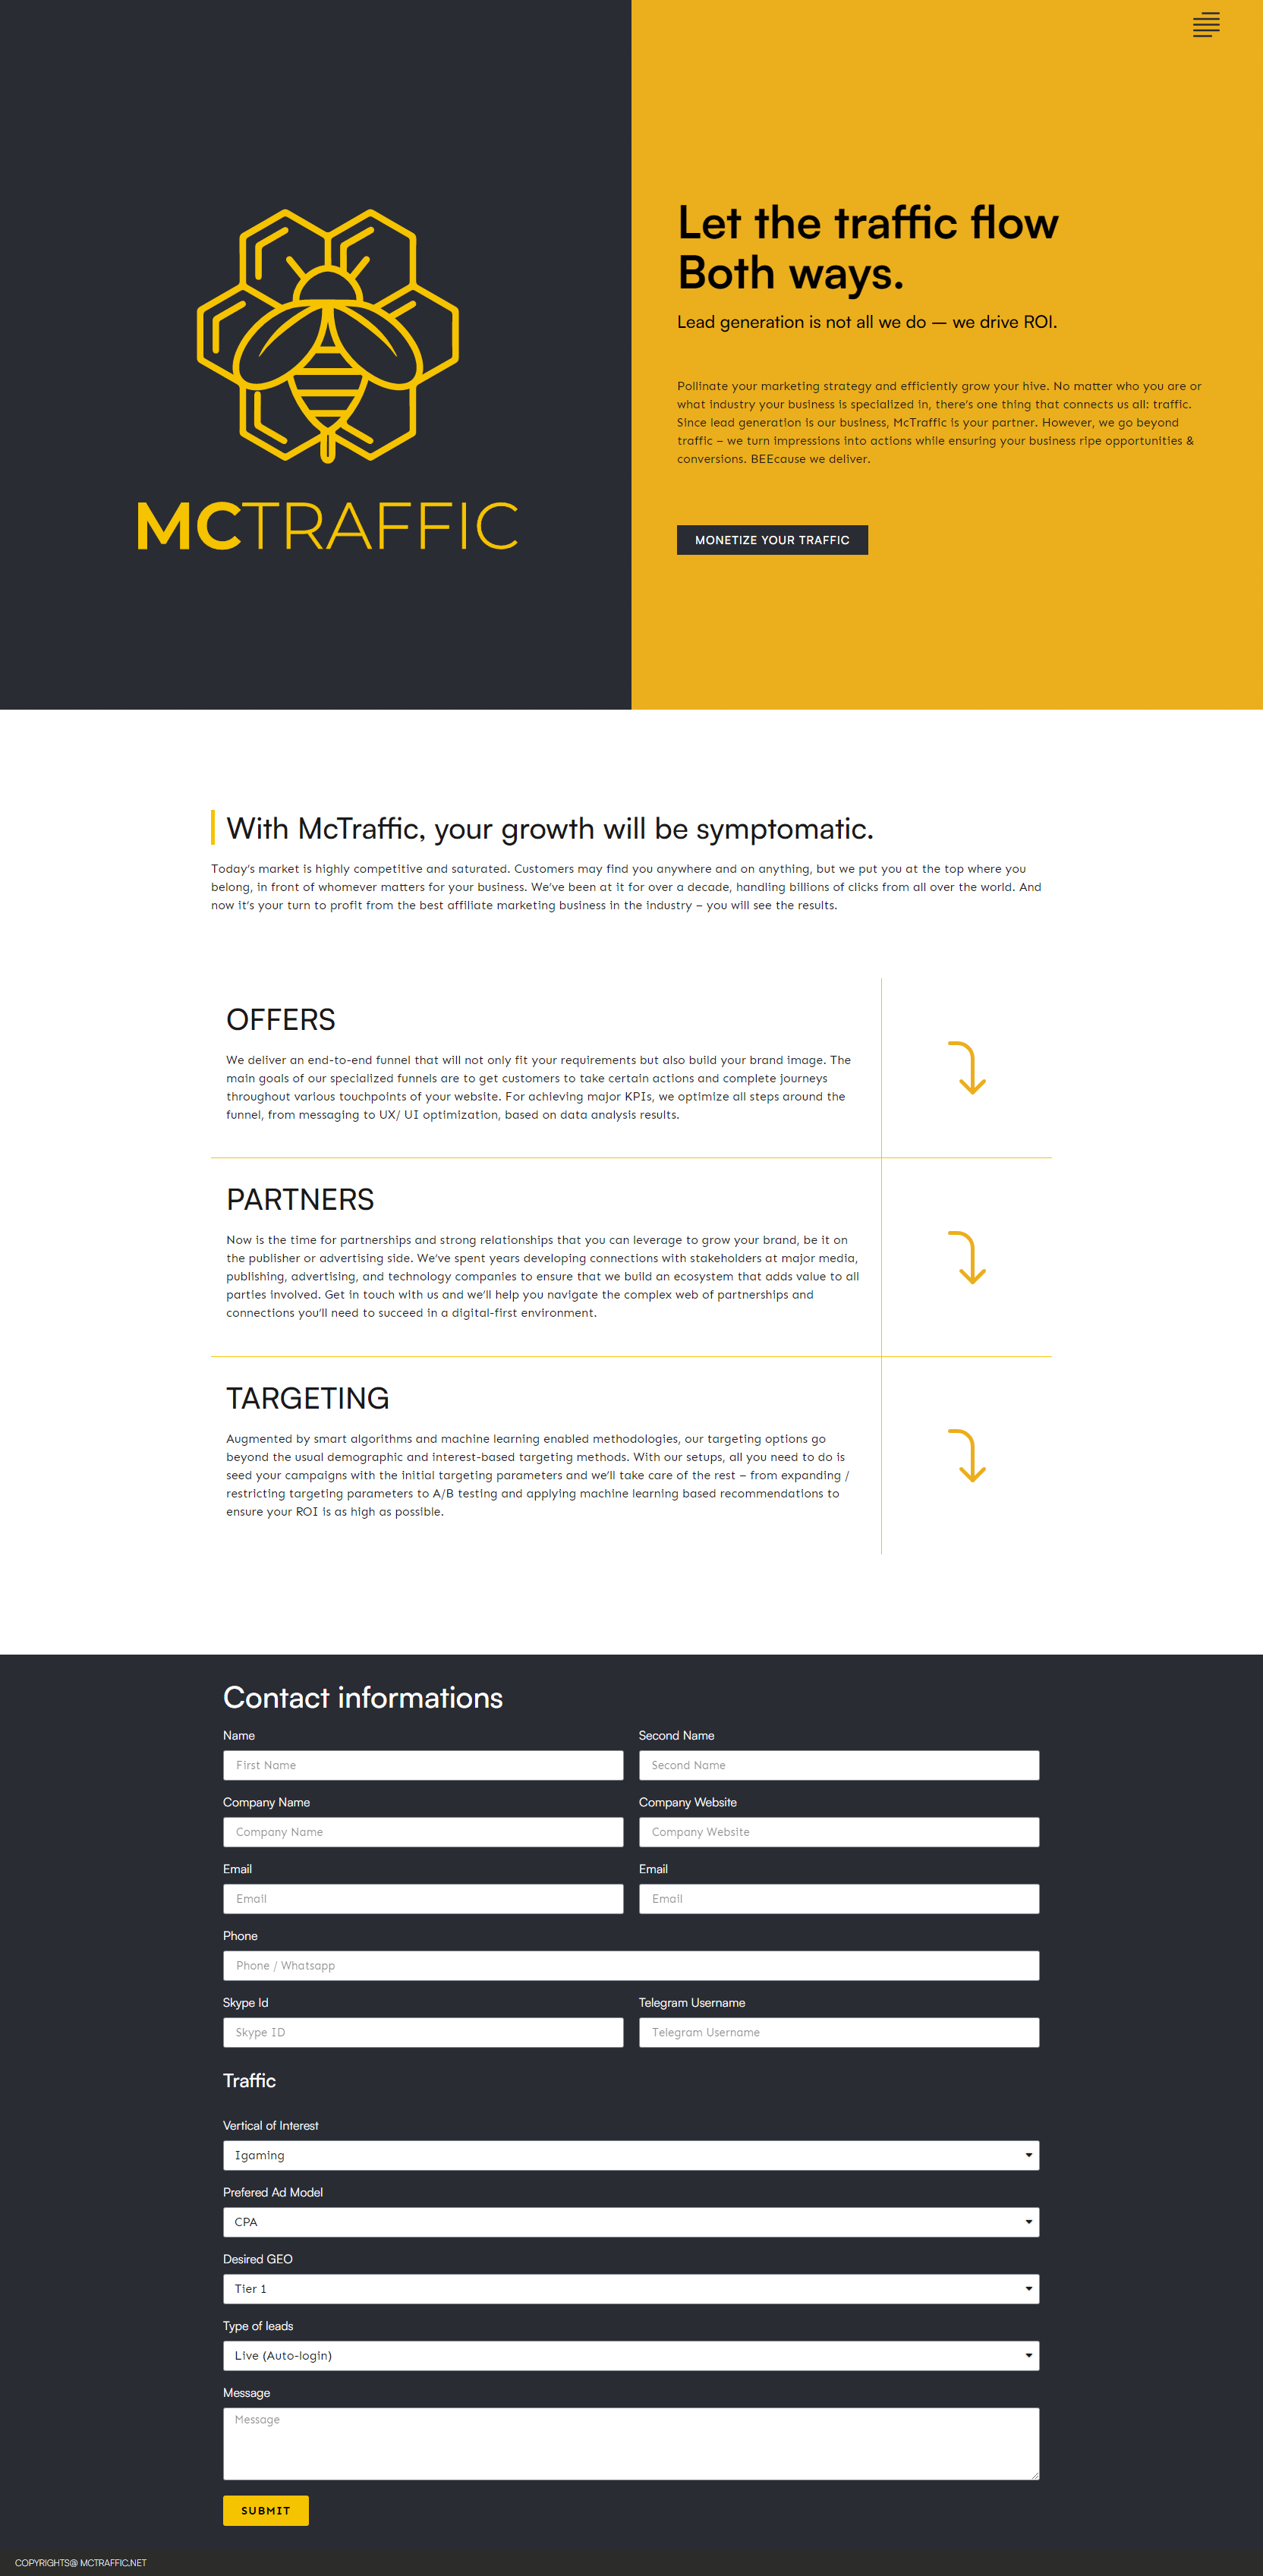 MCTRAFFIC
Let the traffic flow
Both ways.
Lead generation is not all we do — we drive ROI.
Pollinate your marketing strategy and efficiently grow your hive. No matter who you are or
what industry your business is specialized in, there's one thing that connects us all: traffic.
Since lead generation is our business, McTraffic is your partner. However, we go beyond
traffic – we turn impressions into actions while ensuring your business ripe opportunities &
conversions. BEEcause we deliver.
MONETIZE YOUR TRAFFIC
With McTraffic, your growth will be symptomatic.
Today's market is highly competitive and saturated. Customers may find you anywhere and on anything, but we put you at the top where you
belong, in front of whomever matters for your business. We've been at it for over a decade, handling billions of clicks from all over the world. And
now it's your turn to profit from the best affiliate marketing business in the industry – you will see the results.
OFFERS
We deliver an end-to-end funnel that will not only fit your requirements but also build your brand image. The
main goals of our specialized funnels are to get customers to take certain actions and complete journeys
throughout various touchpoints of your website. For achieving major KPIs, we optimize all steps around the
funnel, from messaging to UX/ UI optimization, based on data analysis results.
PARTNERS
Now is the time for partnerships and strong relationships that you can leverage to grow your brand, be it on
the publisher or advertising side. We've spent years developing connections with stakeholders at major media,
publishing, advertising, and technology companies to ensure that we build an ecosystem that adds value to all
parties involved. Get in touch with us and we'll help you navigate the complex web of partnerships and
connections you'll need to succeed in a digital-first environment.
TARGETING
Augmented by smart algorithms and machine learning enabled methodologies, our targeting options go
beyond the usual demographic and interest-based targeting methods. With our setups, all you need to do is
seed your campaigns with the initial targeting parameters and we'll take care of the rest – from expanding /
restricting targeting parameters to A/B testing and applying machine learning based recommendations to
ensure your ROI is as high as possible.
Contact informations
Name
Second Name
First Name
Second Name
Company Name
Company Website
Company Name
Company Website
Email
Email
Email
Email
Phone
Phone / Whatsapp
Skype Id
Telegram Username
Skype ID
Telegram Username
Traffic
Vertical of Interest
Igaming
Prefered Ad Model
CPA
Desired GEO
Tier 1
Type of leads
Live (Auto-login)
Message
Message
SUBMIT
COPYRIGHTS@ MCTRAFFIC.NET